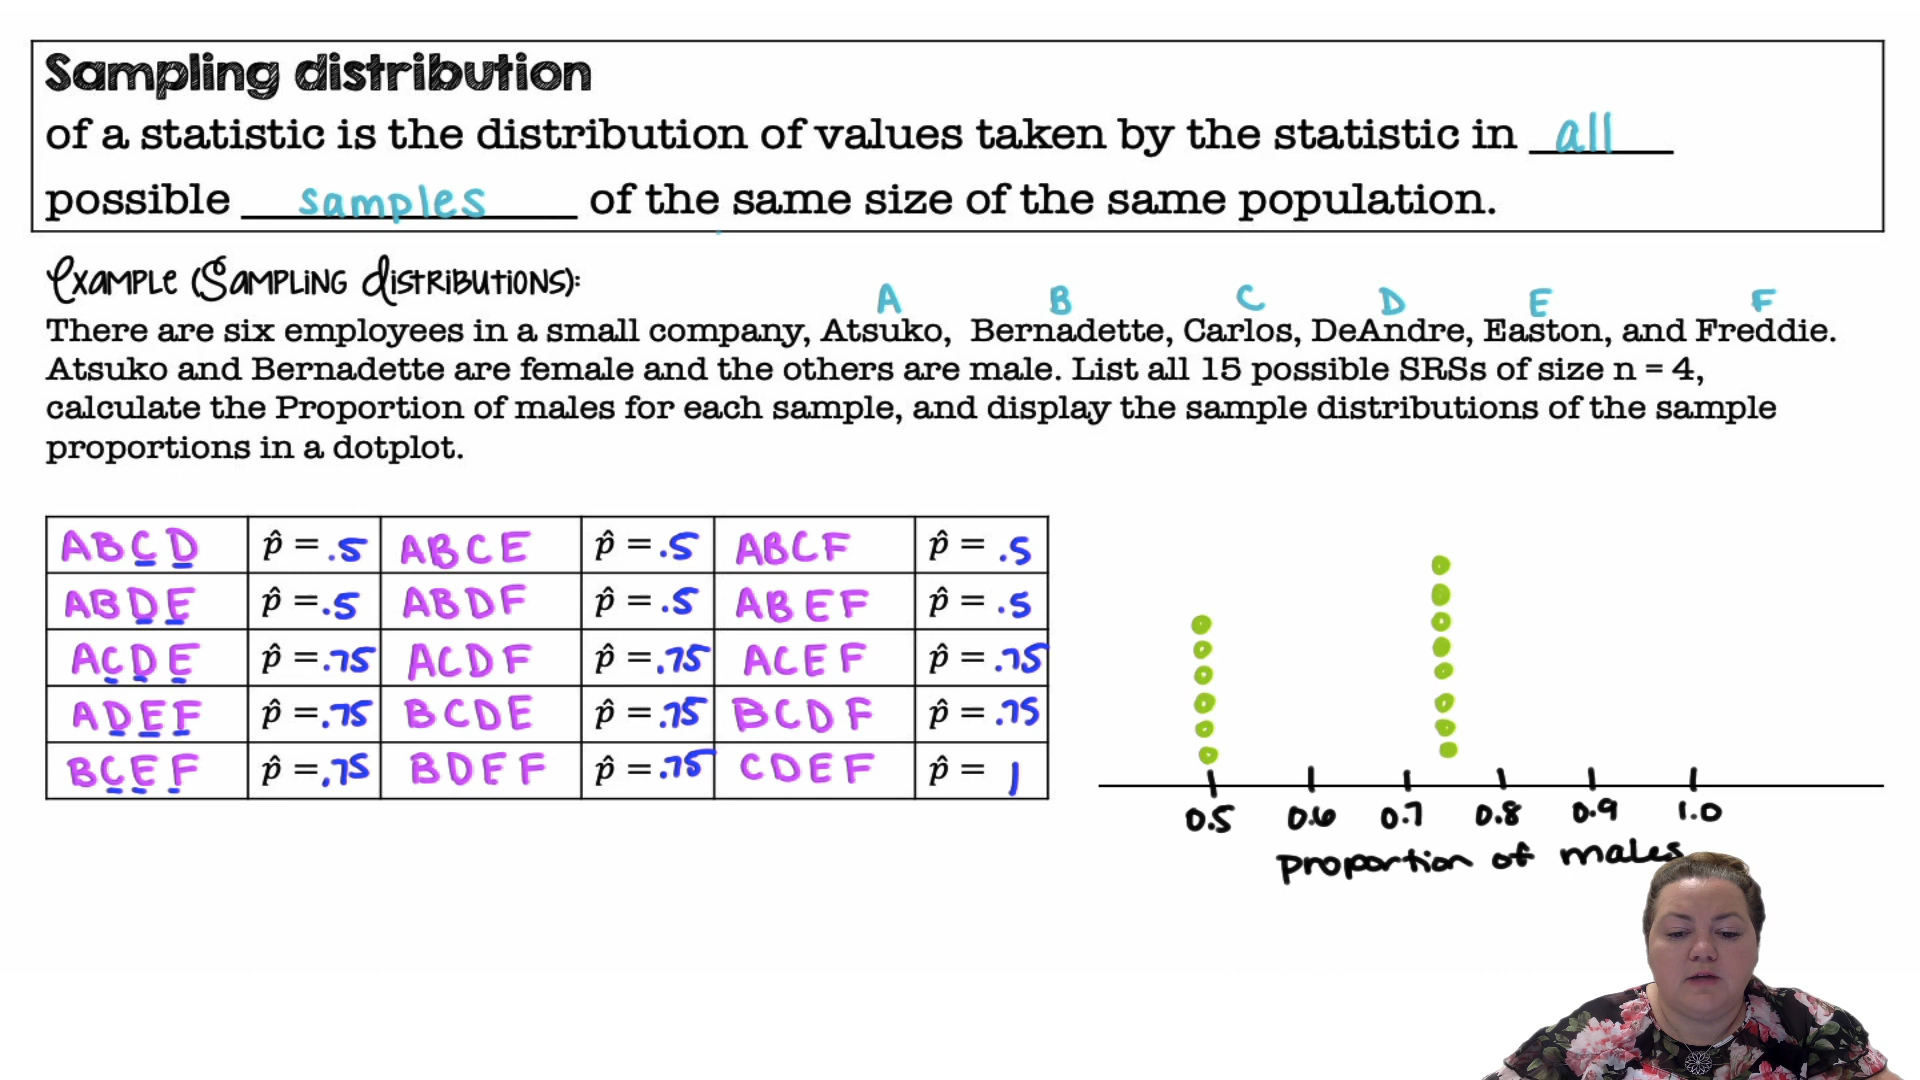 Sampling distribution
of a statistic is the distribution of values taken by the statistic in all
possible samples of the same size of the same population.
Example (Sampling Distributions):
A B C D E F
There are six employees in a small company, Atsuko, Bernadette, Carlos, DeAndre, Easton, and Freddie.
Atsuko and Bernadette are female and the others are male. List all 15 possible SRSs of size n = 4,
calculate the Proportion of males for each sample, and display the sample distributions of the sample
proportions in a dotplot.
ABCD p̂ = .5 ABCE p̂ = .5 ABCF p̂ = .5
ABDE p̂ = .5 ABDF p̂ = .5 ABEF p̂ = .5
ACDE p̂ = .75 ACDF p̂ = .75 ACEF p̂ = .75
ADEF p̂ = .75 BCDE p̂ = .75 BCDF p̂ = .75
BCEF p̂ = .75 BDEF p̂ = .75 CDEF p̂ = 1
0.5 0.6 0.7 0.8 0.9 1.0
proportion of males